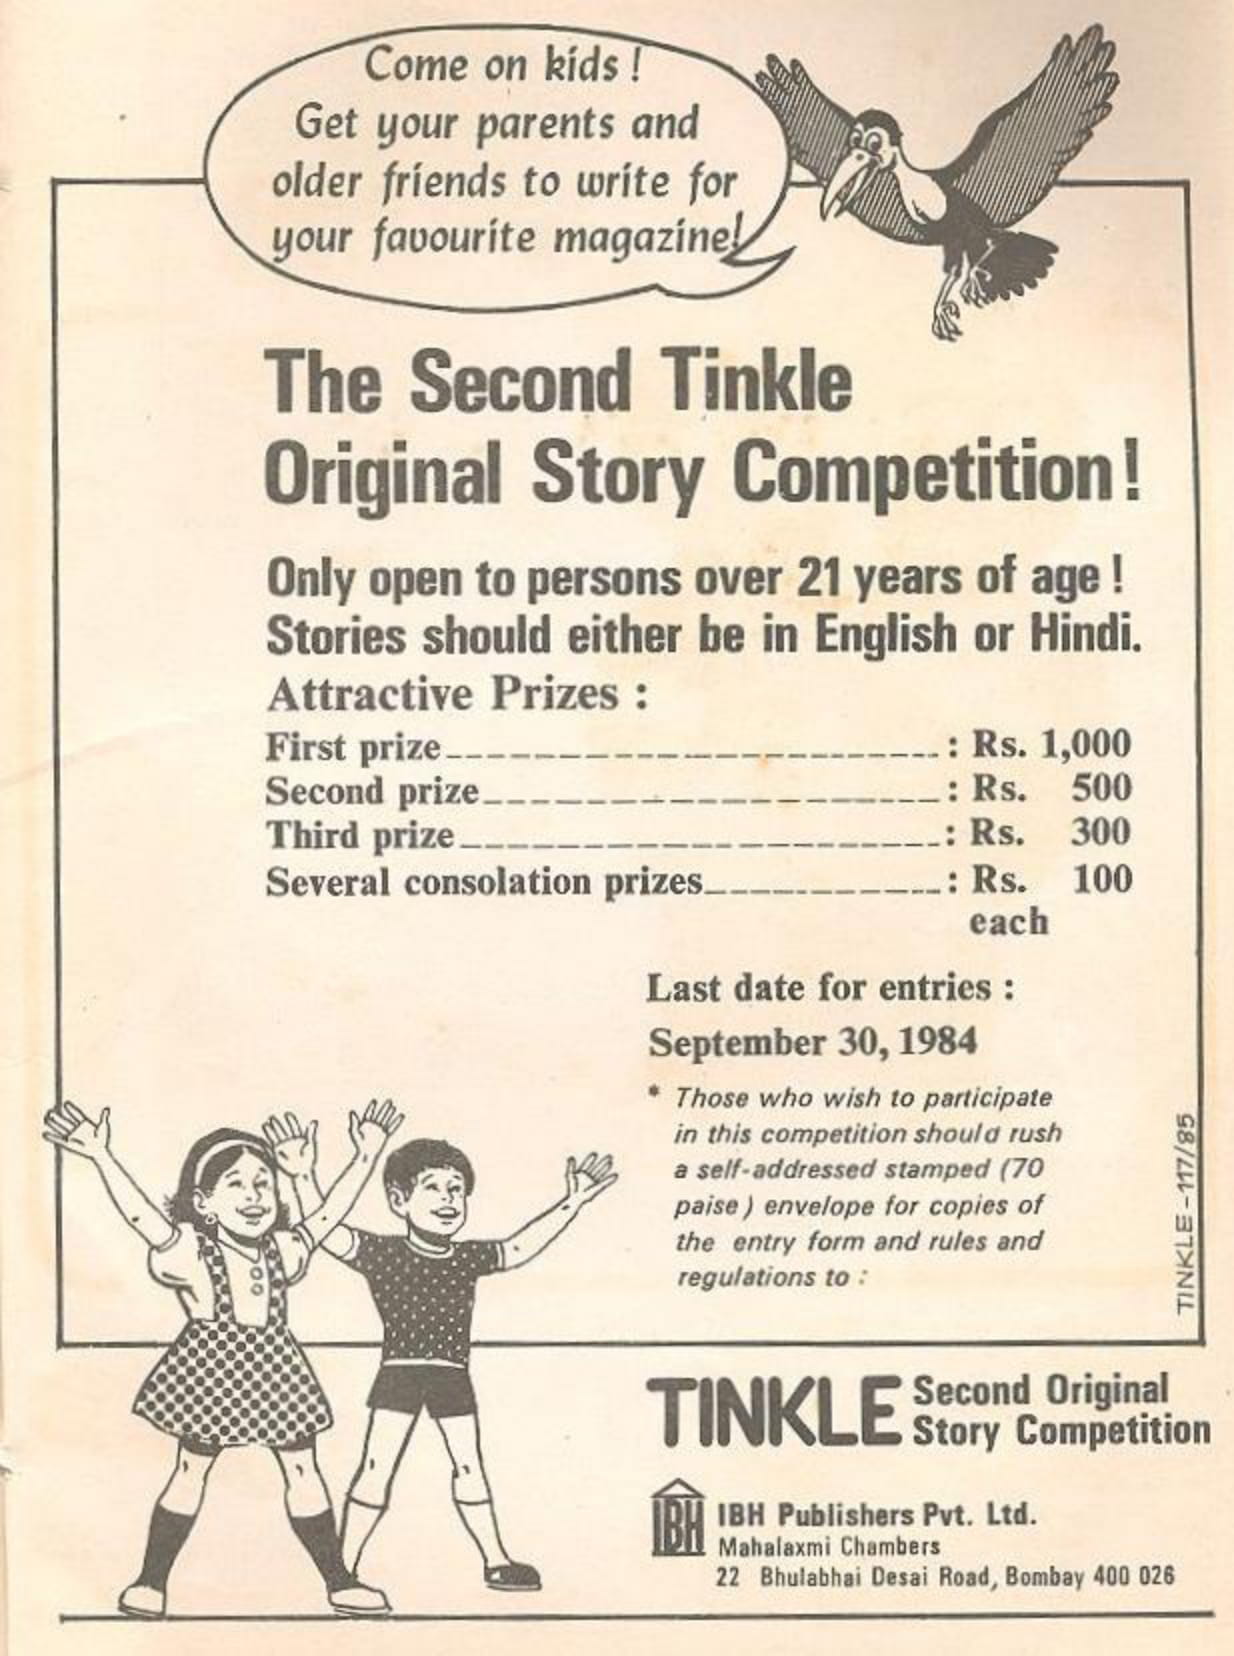 Come on kids !
Get your parents and
older friends to write for
your favourite magazine!
The Second Tinkle
Original Story Competition!
Only open to persons over 21 years of age !
Stories should either be in English or Hindi.
Attractive Prizes :
First prize : Rs. 1,000
Second prize : Rs. 500
Third prize : Rs. 300
Several consolation prizes : Rs. 100
each
Last date for entries :
September 30, 1984
* Those who wish to participate
in this competition should rush
a self-addressed stamped (70
paise) envelope for copies of
the entry form and rules and
regulations to :
TINKLE -117/85
TINKLE Second Original
Story Competition
IBH IBH Publishers Pvt. Ltd.
Mahalaxmi Chambers
22 Bhulabhai Desai Road, Bombay 400 026